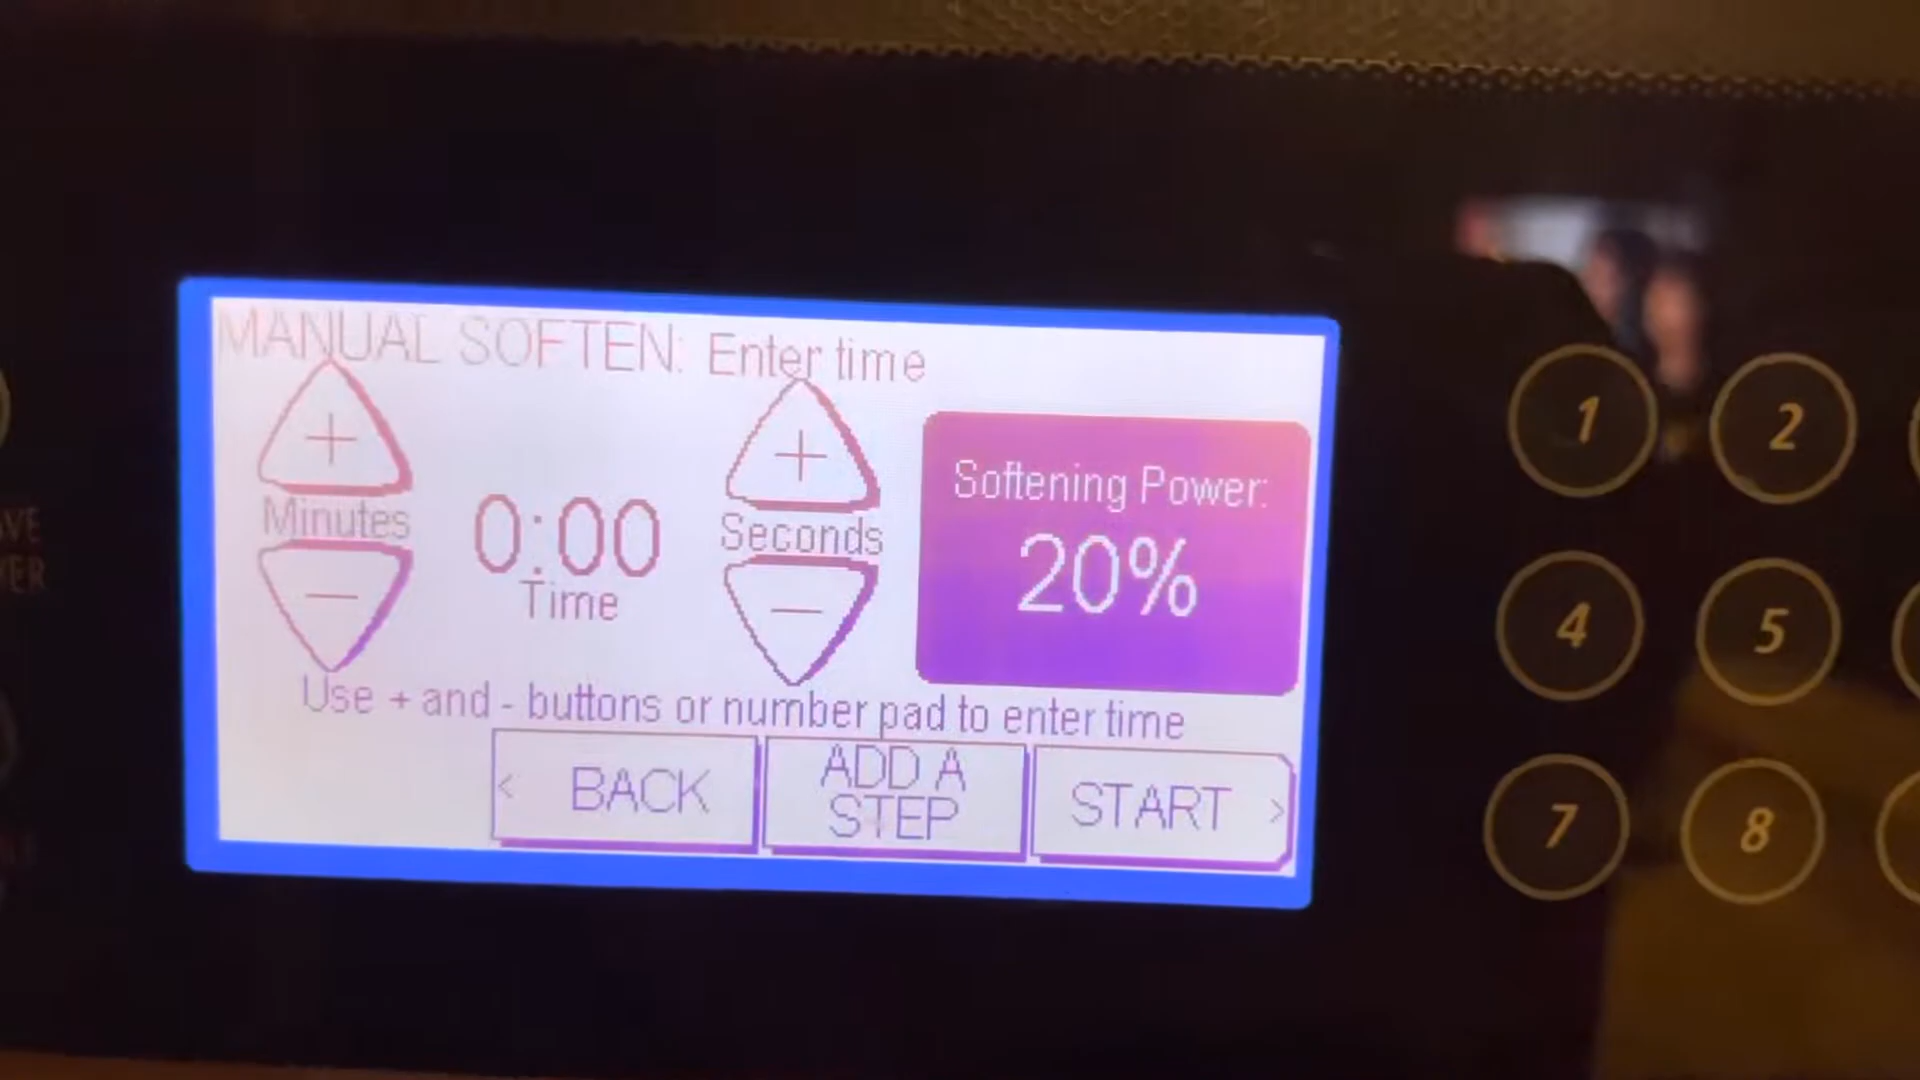 MANUAL SOFTEN: Enter time
+
+
Minutes
0:00
Seconds
Time
-
-
Softening Power:
20%
Use + and - buttons or number pad to enter time
< BACK
ADD A
STEP
START >
1
2
4
5
7
8